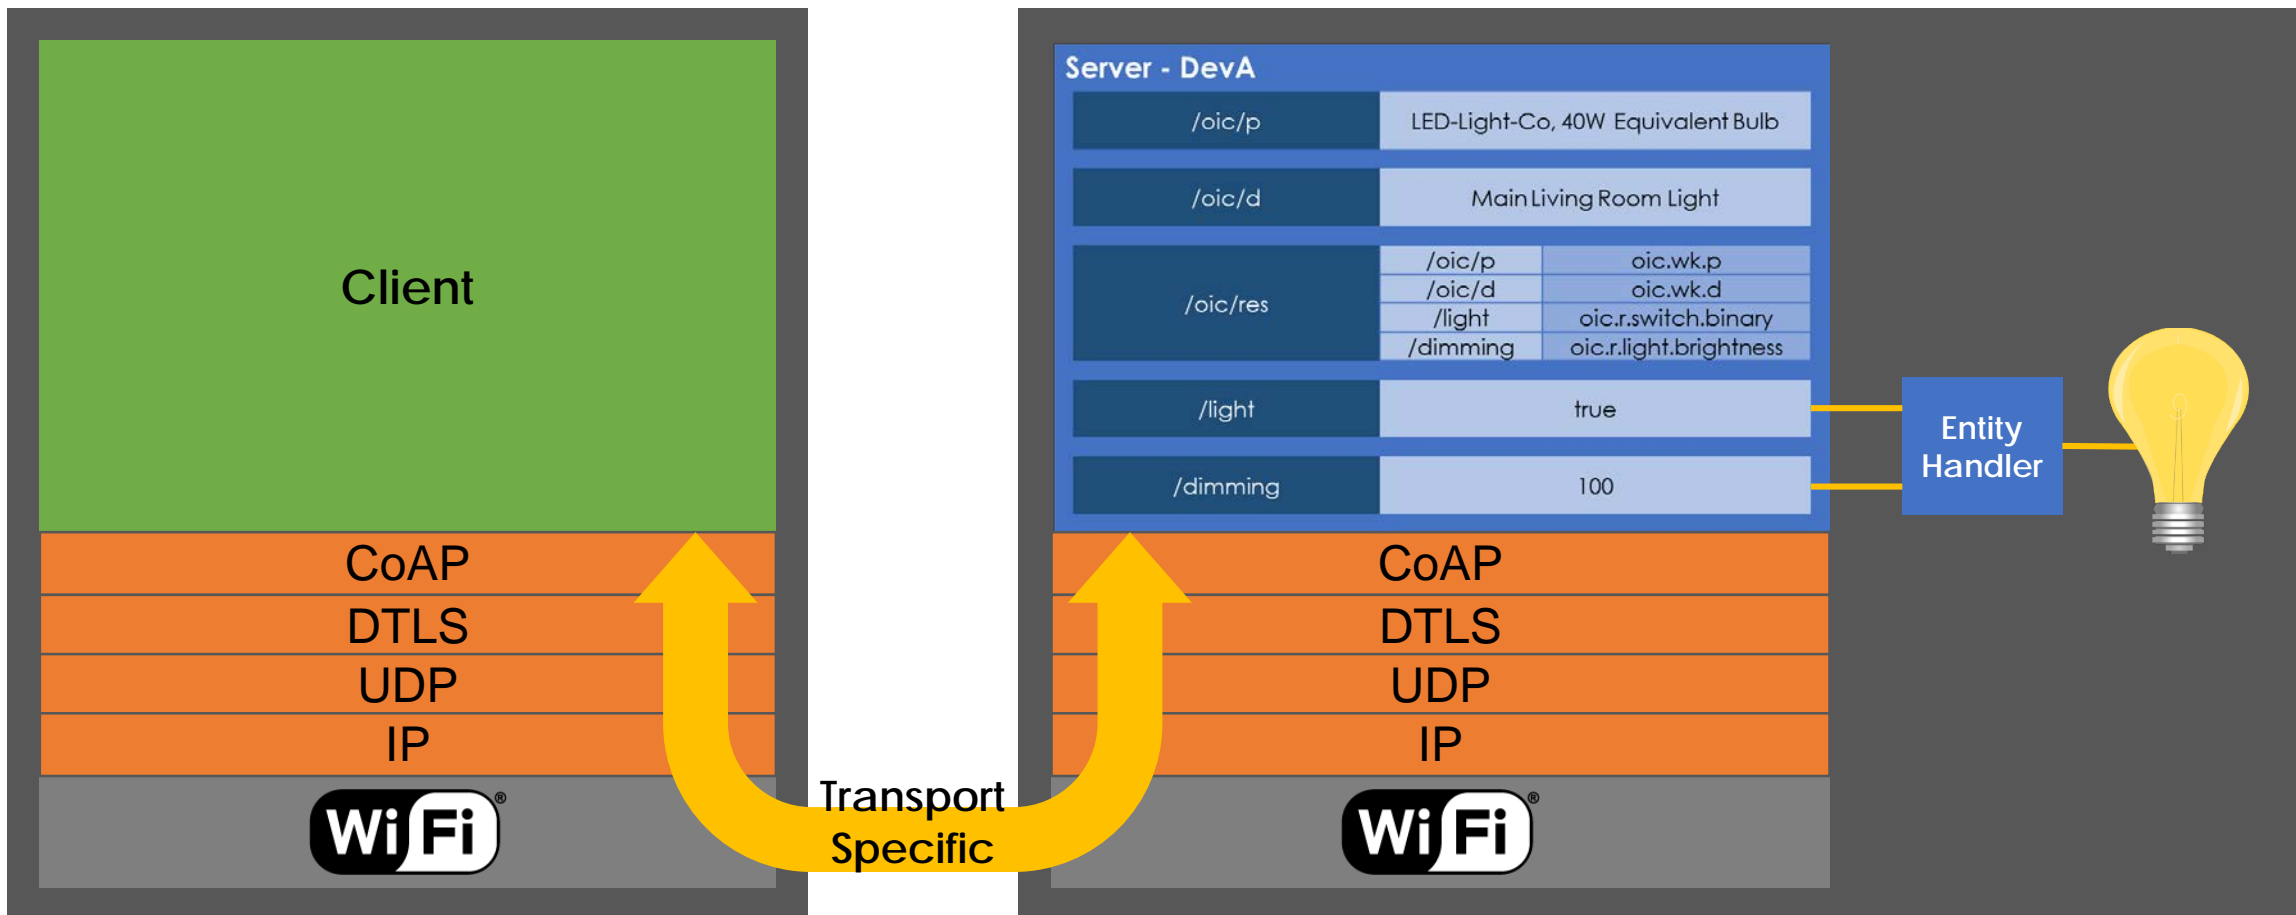 Client
CoAP
DTLS
UDP
IP
WiFi®
Transport
Specific
Server - DevA
/oic/p LED-Light-Co, 40W Equivalent Bulb
/oic/d Main Living Room Light
/oic/res
/oic/p oic.wk.p
/oic/d oic.wk.d
/light oic.r.switch.binary
/dimming oic.r.light.brightness
/light true
/dimming 100
CoAP
DTLS
UDP
IP
WiFi®
Entity
Handler